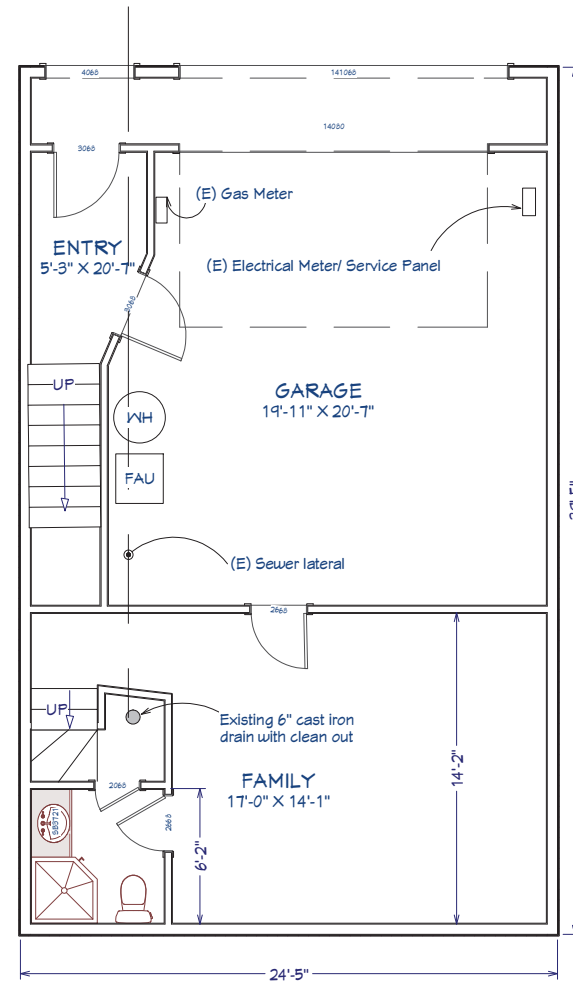 4068
141068
14080
3068
(E) Gas Meter
ENTRY
5'-3" X 20'-7"
(E) Electrical Meter/ Service Panel
3068
UP
GARAGE
19'-11" X 20'-7"
WH
FAU
(E) Sewer lateral
2668
UP
Existing 6" cast iron
drain with clean out
14'-2"
FAMILY
17'-0" X 14'-1"
2068
2668
6'-2"
24'-5"